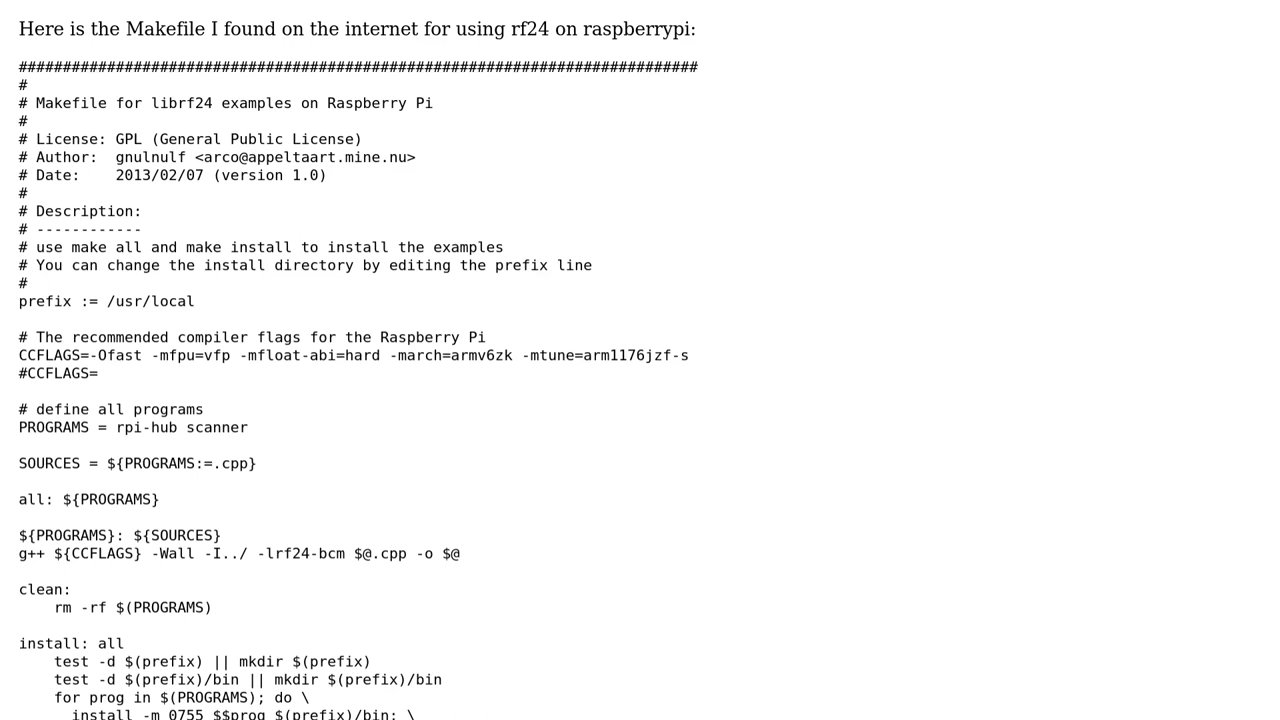 Here is the Makefile I found on the internet for using rf24 on raspberrypi:
#############################################################################
#
# Makefile for librf24 examples on Raspberry Pi
#
# License: GPL (General Public License)
# Author:  gnulnulf <arco@appeltaart.mine.nu>
# Date:    2013/02/07 (version 1.0)
#
# Description:
# ------------
# use make all and make install to install the examples
# You can change the install directory by editing the prefix line
#
prefix := /usr/local

# The recommended compiler flags for the Raspberry Pi
CCFLAGS=-Ofast -mfpu=vfp -mfloat-abi=hard -march=armv6zk -mtune=arm1176jzf-s
#CCFLAGS=

# define all programs
PROGRAMS = rpi-hub scanner

SOURCES = ${PROGRAMS:=.cpp}

all: ${PROGRAMS}

${PROGRAMS}: ${SOURCES}
g++ ${CCFLAGS} -Wall -I../ -lrf24-bcm $@.cpp -o $@

clean:
    rm -rf $(PROGRAMS)

install: all
    test -d $(prefix) || mkdir $(prefix)
    test -d $(prefix)/bin || mkdir $(prefix)/bin
    for prog in $(PROGRAMS); do \
      install -m 0755 $$prog $(prefix)/bin; \